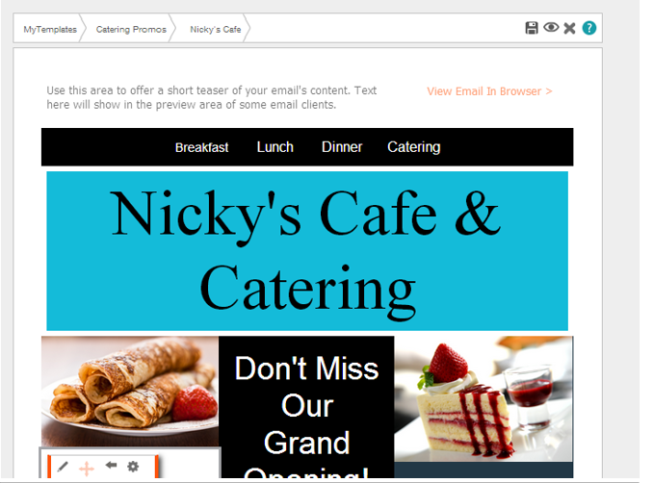 MyTemplates Catering Promos Nicky's Cafe ?
Use this area to offer a short teaser of your email's content. Text
here will show in the preview area of some email clients.
View Email In Browser >
Breakfast Lunch Dinner Catering
Nicky's Cafe &
Catering
Don't Miss
Our
Grand
Opening!